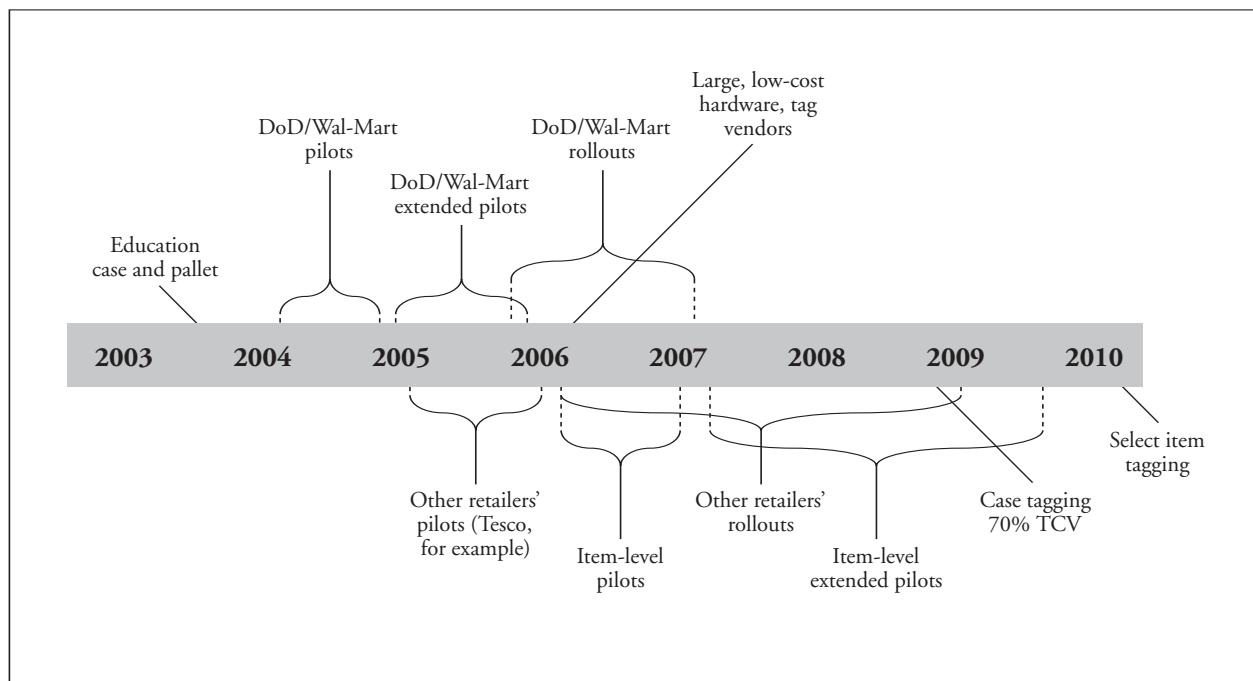 Large, low-cost
hardware, tag
vendors
DoD/Wal-Mart
pilots
DoD/Wal-Mart
rollouts
DoD/Wal-Mart
extended pilots
Education
case and pallet
2003 2004 2005 2006 2007 2008 2009 2010
Select item
tagging
Other retailers’
pilots (Tesco,
for example)
Item-level
pilots
Other retailers’
rollouts
Item-level
extended pilots
Case tagging
70% TCV